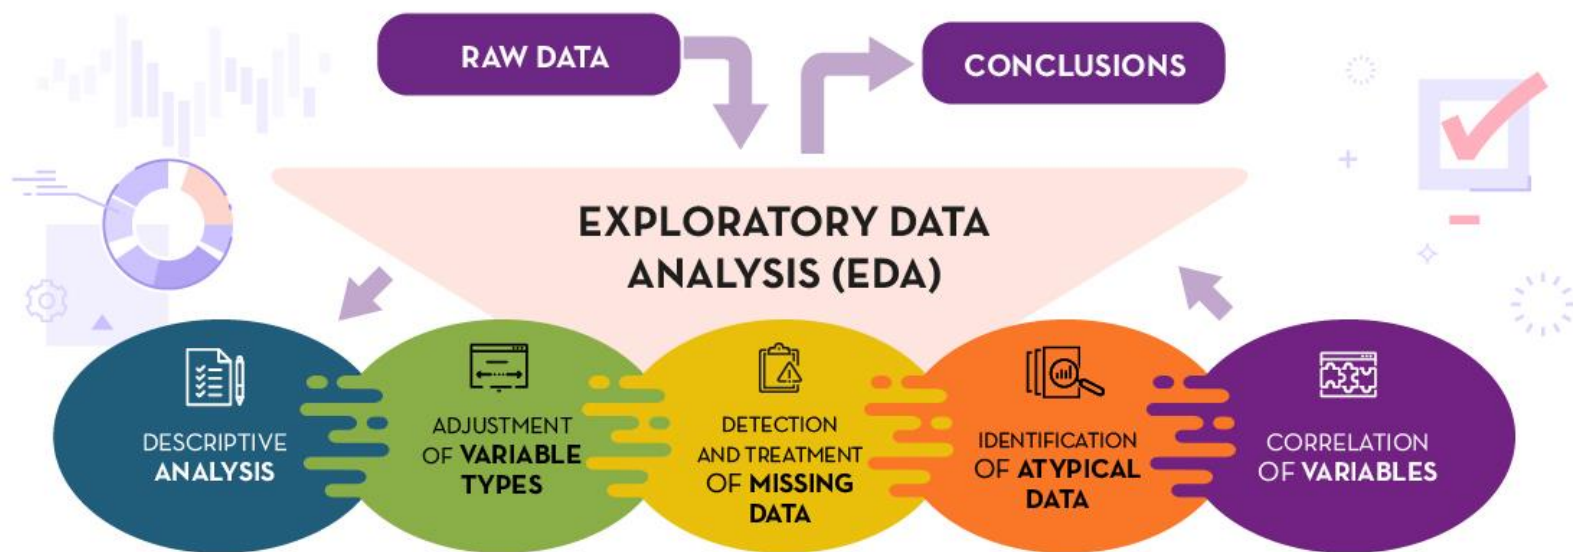 RAW DATA
CONCLUSIONS
EXPLORATORY DATA
ANALYSIS (EDA)
DESCRIPTIVE
ANALYSIS
ADJUSTMENT
OF VARIABLE
TYPES
DETECTION
AND TREATMENT
OF MISSING
DATA
IDENTIFICATION
OF ATYPICAL
DATA
CORRELATION
OF VARIABLES